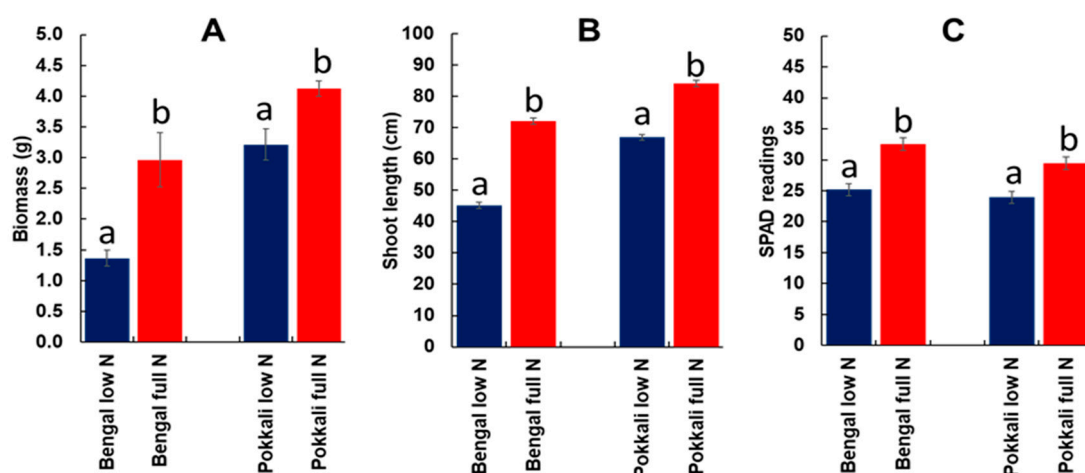 A
Biomass (g)
5.0
4.5
4.0
3.5
3.0
2.5
2.0
1.5
1.0
0.5
0.0
a
b
a
b
Bengal low N
Bengal full N
Pokkali low N
Pokkali full N
B
Shoot length (cm)
100
90
80
70
60
50
40
30
20
10
0
a
b
a
b
Bengal low N
Bengal full N
Pokkali low N
Pokkali full N
C
SPAD readings
50
45
40
35
30
25
20
15
10
5
0
a
b
a
b
Bengal low N
Bengal full N
Pokkali low N
Pokkali full N